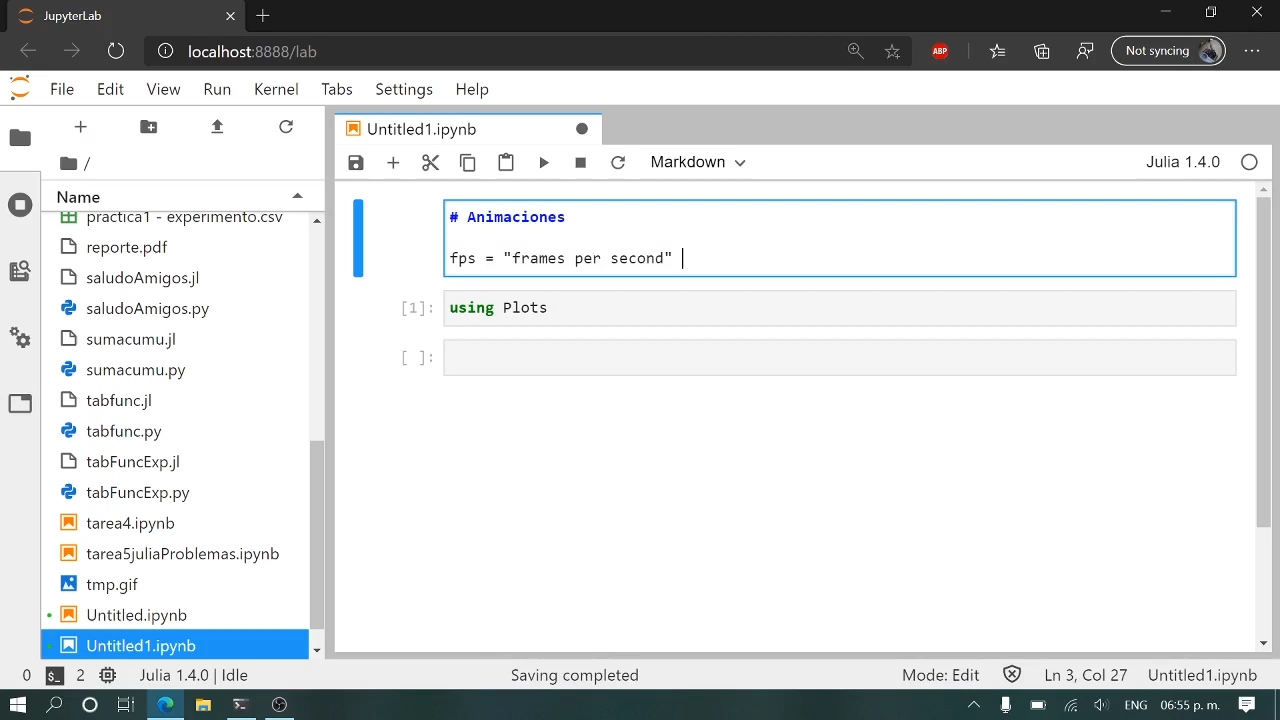 JupyterLab
localhost:8888/lab
ABP
Not syncing
File Edit View Run Kernel Tabs Settings Help
Untitled1.ipynb
/
Markdown
Julia 1.4.0
Name
practica1 - experimento.csv
reporte.pdf
saludoAmigos.jl
saludoAmigos.py
sumacumu.jl
sumacumu.py
tabfunc.jl
tabfunc.py
tabFuncExp.jl
tabFuncExp.py
tarea4.ipynb
tarea5juliaProblemas.ipynb
tmp.gif
Untitled.ipynb
Untitled1.ipynb
# Animaciones
fps = "frames per second"
[1]: using Plots
[ ]:
0 $_ 2 Julia 1.4.0 | Idle Saving completed Mode: Edit Ln 3, Col 27 Untitled1.ipynb
ENG 06:55 p. m.